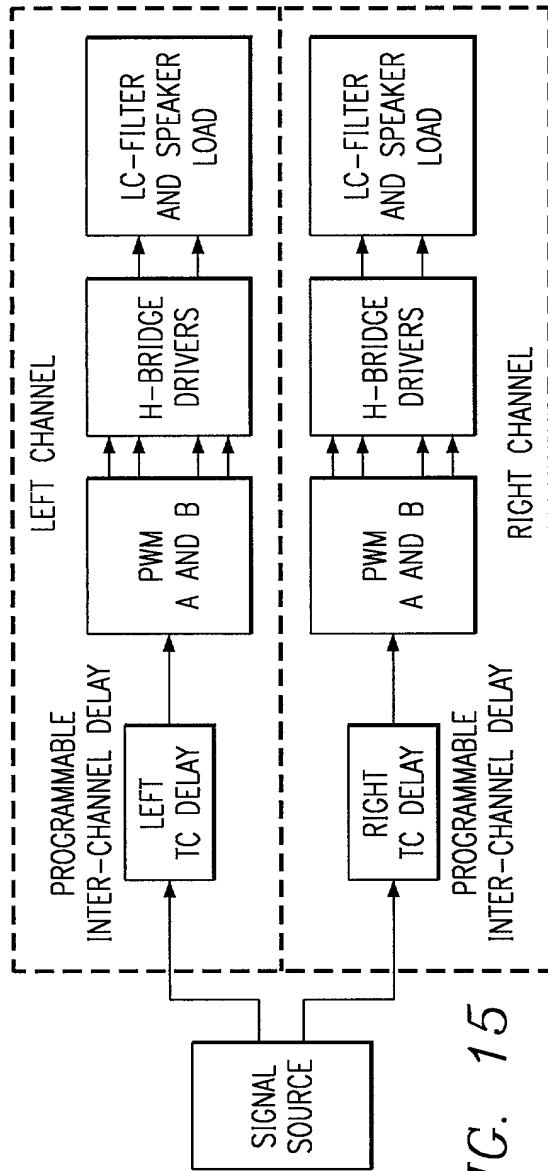 LEFT CHANNEL
PROGRAMMABLE
INTER-CHANNEL DELAY
LEFT
TC DELAY
PWM
A AND B
H-BRIDGE
DRIVERS
LC-FILTER
AND SPEAKER
LOAD
SIGNAL
SOURCE
RIGHT
TC DELAY
PROGRAMMABLE
INTER-CHANNEL DELAY
PWM
A AND B
H-BRIDGE
DRIVERS
LC-FILTER
AND SPEAKER
LOAD
RIGHT CHANNEL
IG. 15